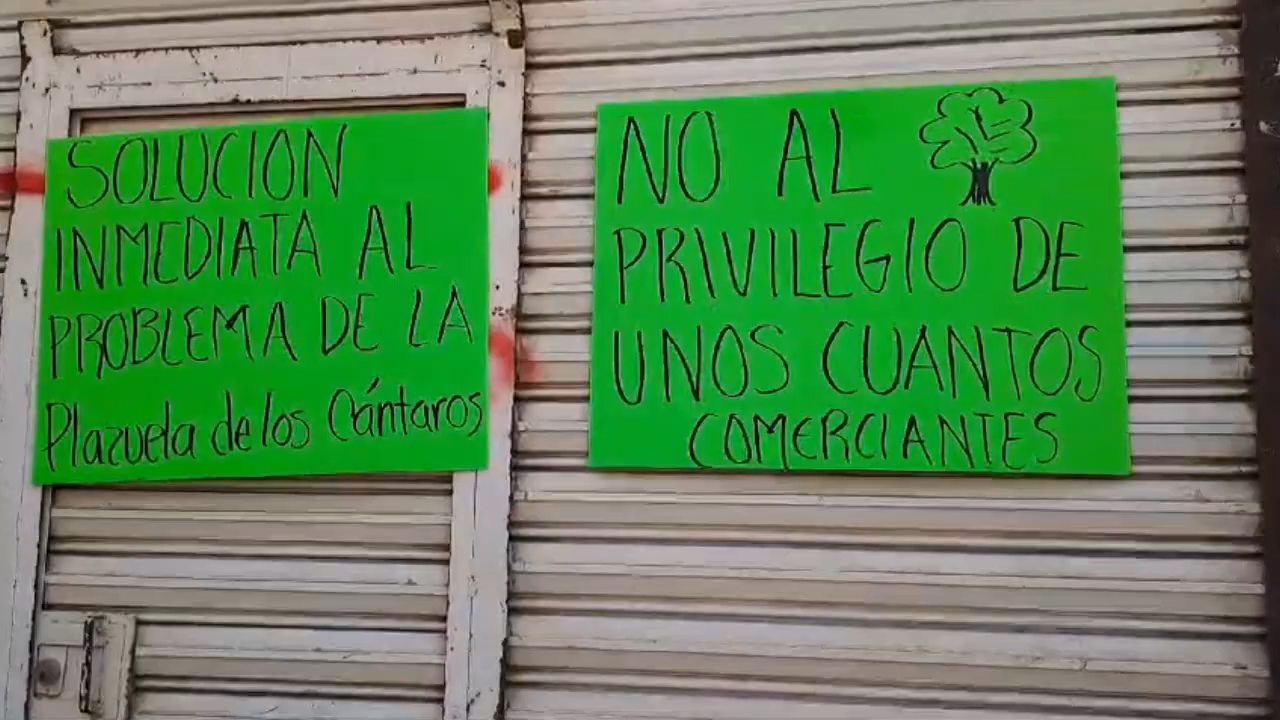 SOLUCION
INMEDIATA AL
PROBLEMA DE LA
Plazuela de los Cántaros
NO AL
PRIVILEGIO DE
UNOS CUANTOS
COMERCIANTES